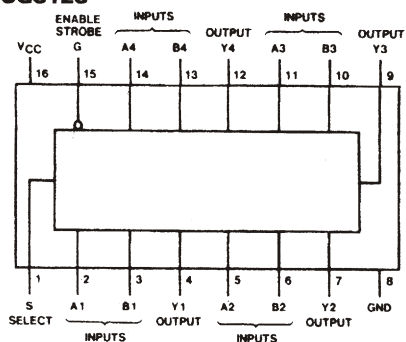 ENABLE INPUTS INPUTS
STROBE OUTPUT OUTPUT
VCC G A4 B4 Y4 A3 B3 Y3
16 15 14 13 12 11 10 9
1 2 3 4 5 6 7 8
S A1 B1 Y1 A2 B2 Y2 GND
SELECT OUTPUT OUTPUT
INPUTS INPUTS